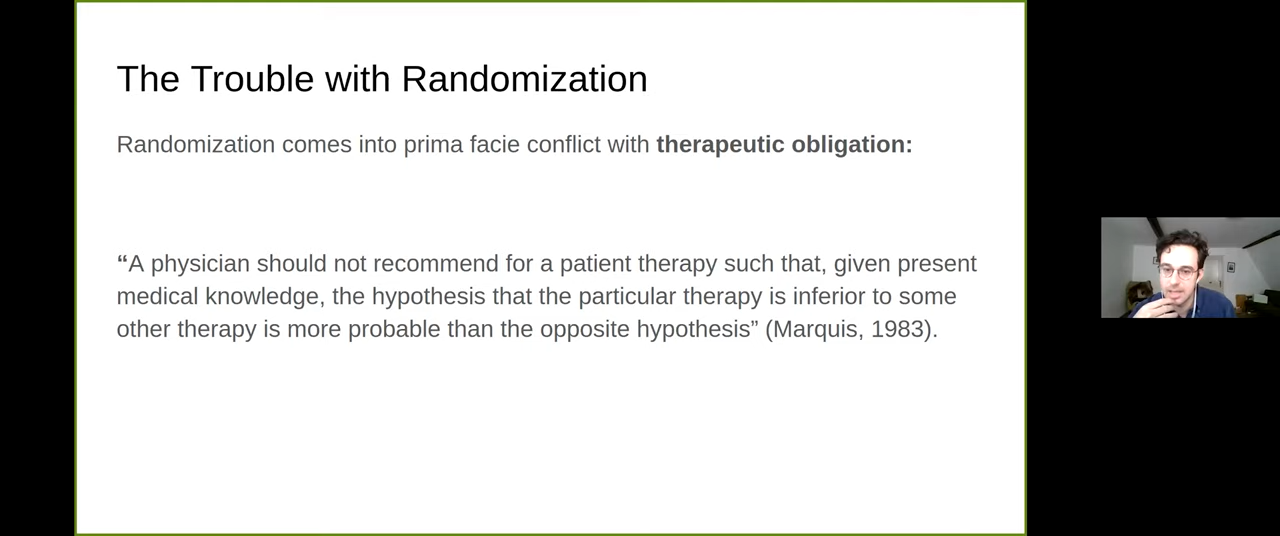 The Trouble with Randomization
Randomization comes into prima facie conflict with therapeutic obligation:
“A physician should not recommend for a patient therapy such that, given present
medical knowledge, the hypothesis that the particular therapy is inferior to some
other therapy is more probable than the opposite hypothesis” (Marquis, 1983).